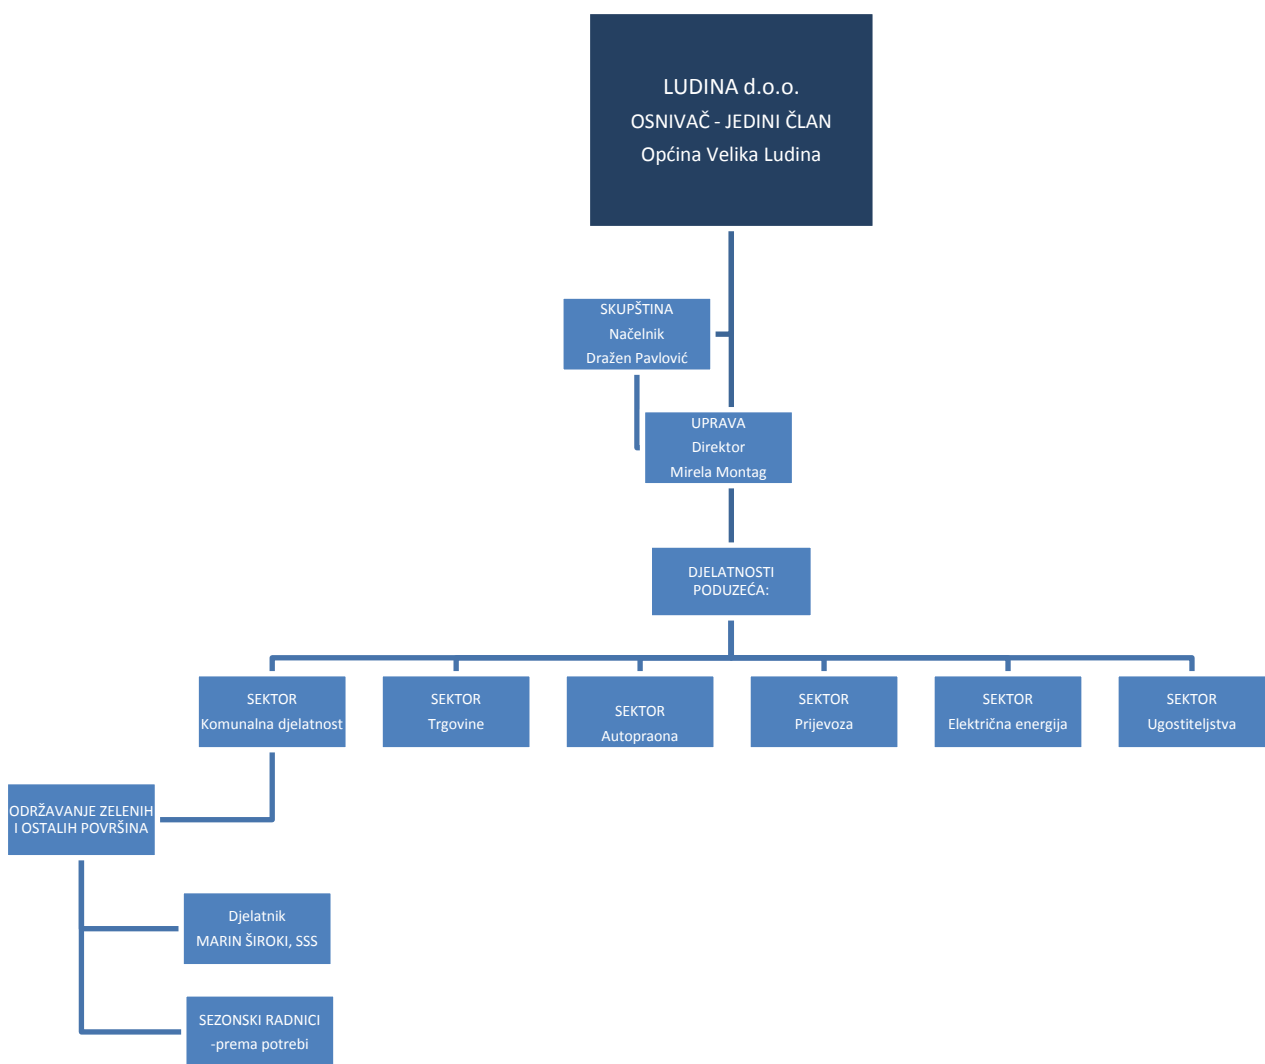 LUDINA d.o.o.
OSNIVAČ - JEDINI ČLAN
Općina Velika Ludina
SKUPŠTINA
Načelnik
Dražen Pavlović
UPRAVA
Direktor
Mirela Montag
DJELATNOSTI
PODUZEĆA:
SEKTOR
Komunalna djelatnost
SEKTOR
Trgovine
SEKTOR
Autopraona
SEKTOR
Prijevoza
SEKTOR
Električna energija
SEKTOR
Ugostiteljstva
ODRŽAVANJE ZELENIH
I OSTALIH POVRŠINA
Djelatnik
MARIN ŠIROKI, SSS
SEZONSKI RADNICI
-prema potrebi